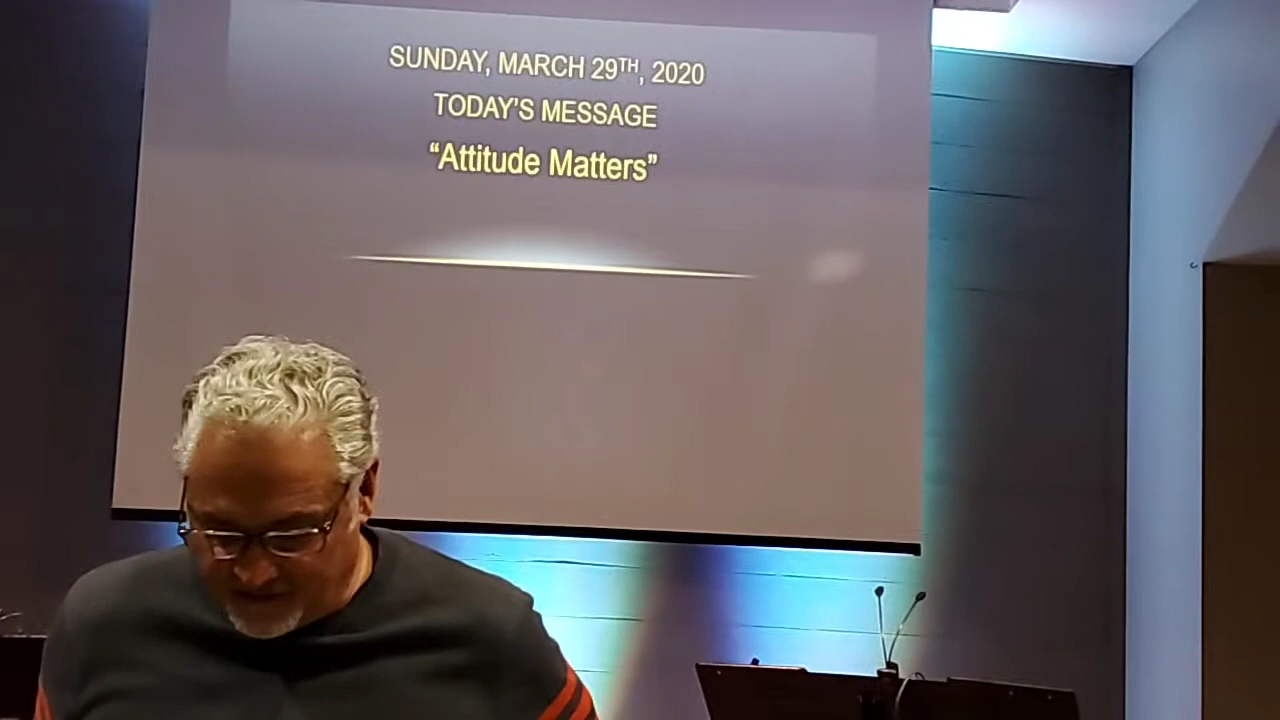 SUNDAY, MARCH 29TH, 2020
TODAY'S MESSAGE
“Attitude Matters”